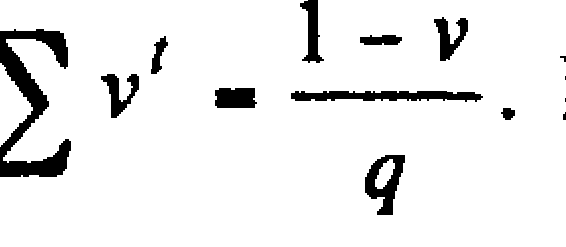 ∑ v^t = (1 - v) / q .